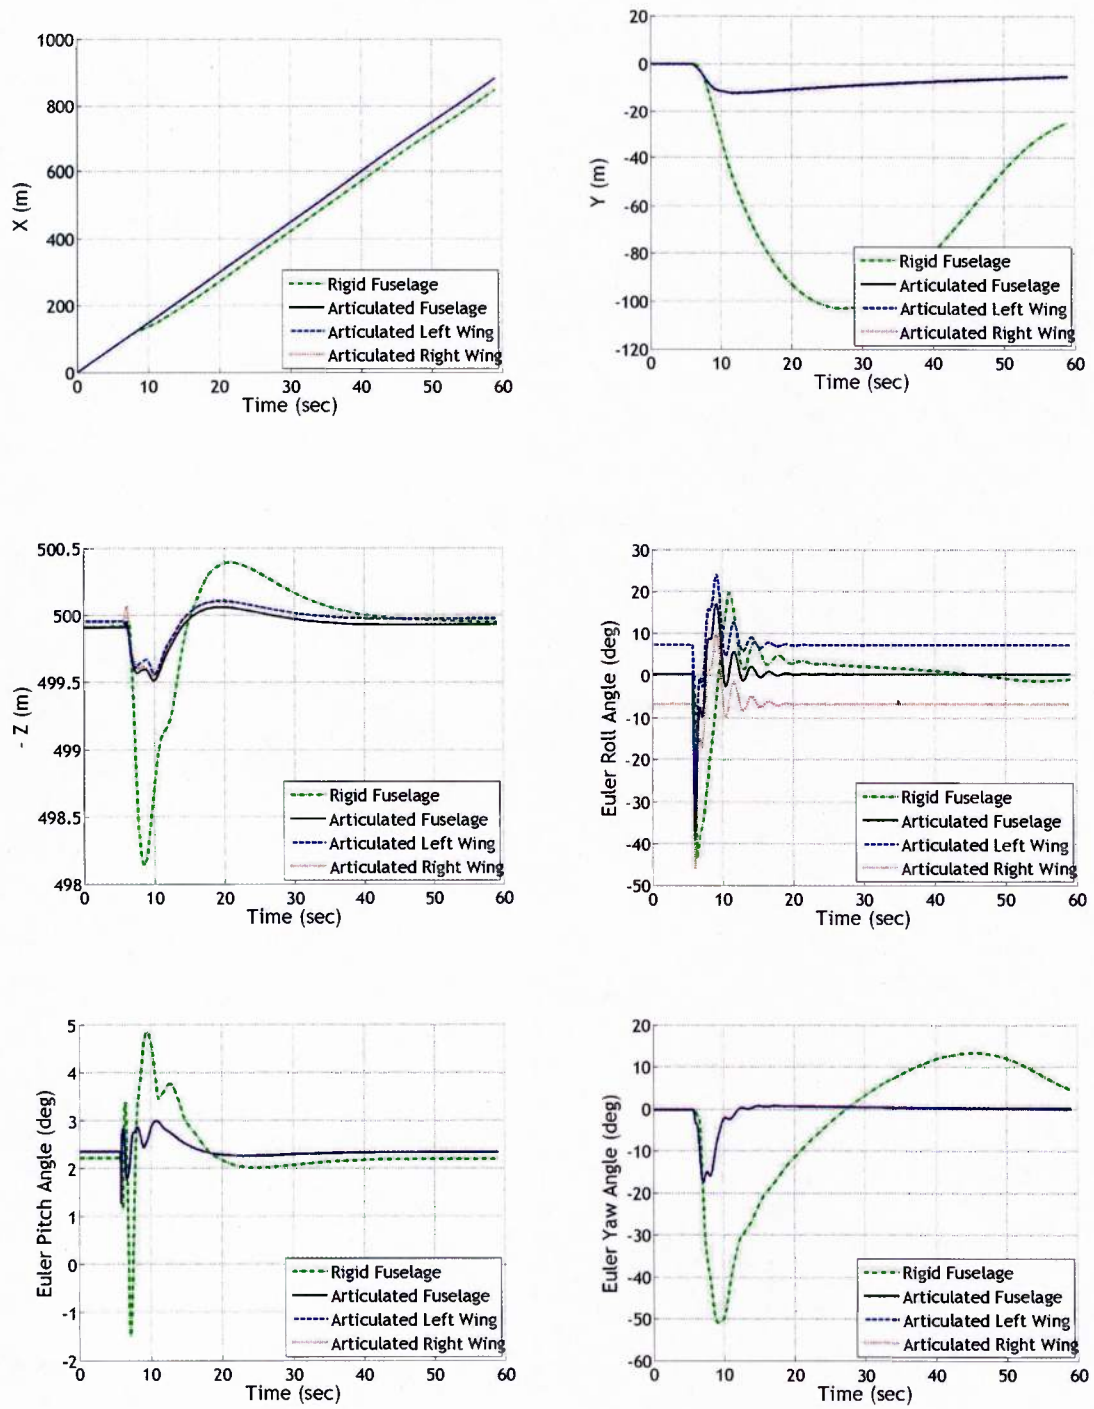 1000
800
600
400
200
0
X (m)
Rigid Fuselage
Articulated Fuselage
Articulated Left Wing
Articulated Right Wing
0 10 20 30 40 50 60
Time (sec)
20
0
-20
-40
-60
-80
-100
-120
Y (m)
Rigid Fuselage
Articulated Fuselage
Articulated Left Wing
Articulated Right Wing
0 10 20 30 40 50 60
Time (sec)
500.5
500
499.5
499
498.5
498
- Z (m)
Rigid Fuselage
Articulated Fuselage
Articulated Left Wing
Articulated Right Wing
0 10 20 30 40 50 60
Time (sec)
30
20
10
0
-10
-20
-30
-40
-50
Euler Roll Angle (deg)
Rigid Fuselage
Articulated Fuselage
Articulated Left Wing
Articulated Right Wing
0 10 20 30 40 50 60
Time (sec)
5
4
3
2
1
0
-1
-2
Euler Pitch Angle (deg)
Rigid Fuselage
Articulated Fuselage
Articulated Left Wing
Articulated Right Wing
0 10 20 30 40 50 60
Time (sec)
20
10
0
-10
-20
-30
-40
-50
-60
Euler Yaw Angle (deg)
Rigid Fuselage
Articulated Fuselage
Articulated Left Wing
Articulated Right Wing
0 10 20 30 40 50 60
Time (sec)